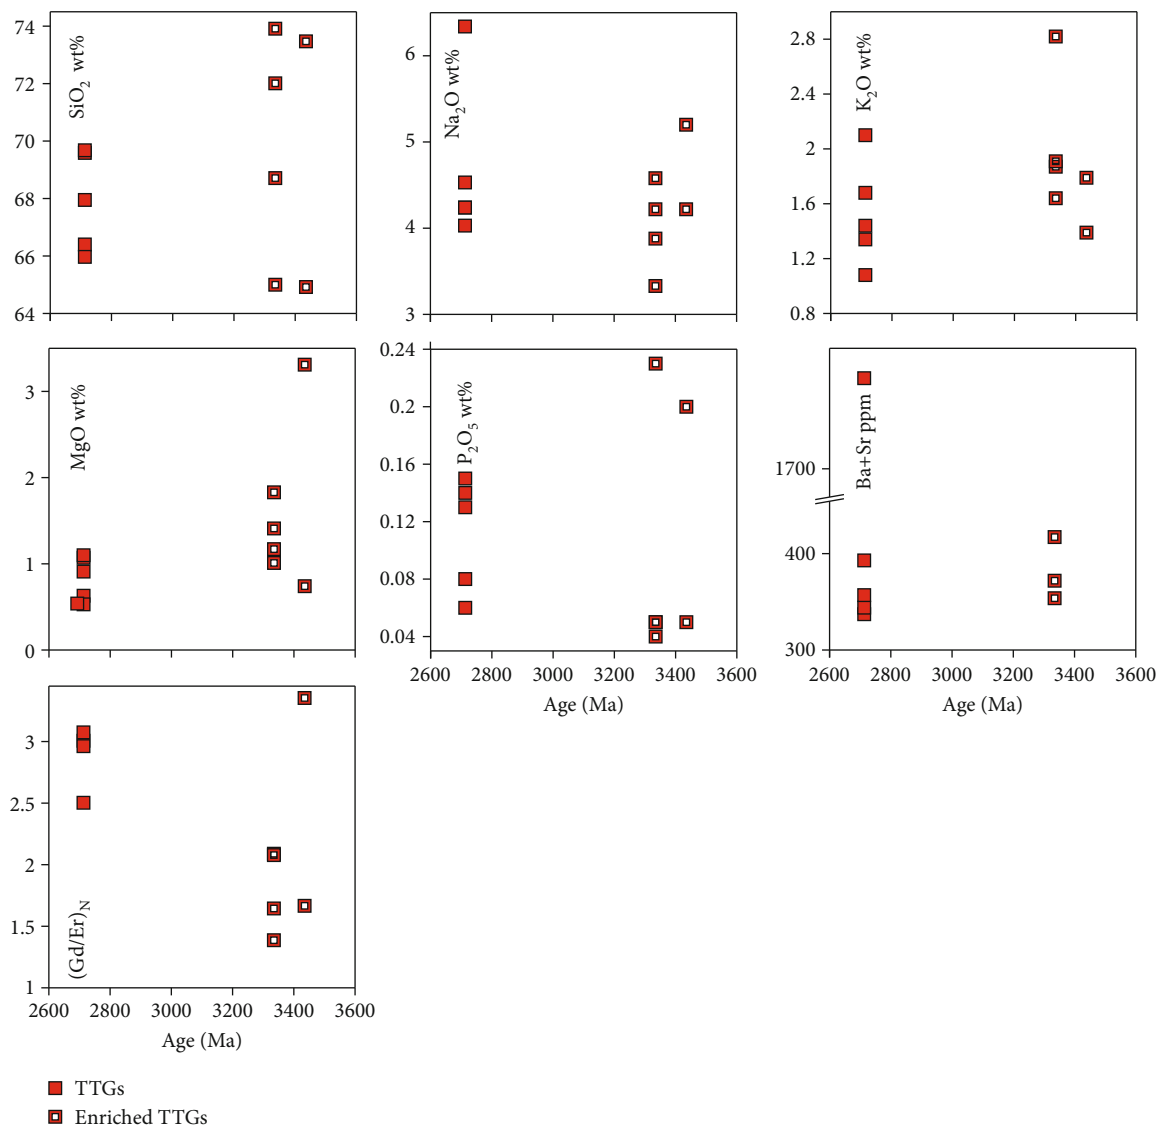 74
72
70
68
66
64
SiO2 wt%
6
5
4
3
Na2O wt%
2.8
2.4
2
1.6
1.2
0.8
K2O wt%
3
2
1
0
MgO wt%
0.24
0.2
0.16
0.12
0.08
0.04
P2O5 wt%
2600 2800 3000 3200 3400 3600
Age (Ma)
1700
400
300
Ba+Sr ppm
2600 2800 3000 3200 3400 3600
Age (Ma)
3
2.5
2
1.5
1
(Gd/Er)N
2600 2800 3000 3200 3400 3600
Age (Ma)
TTGs
Enriched TTGs